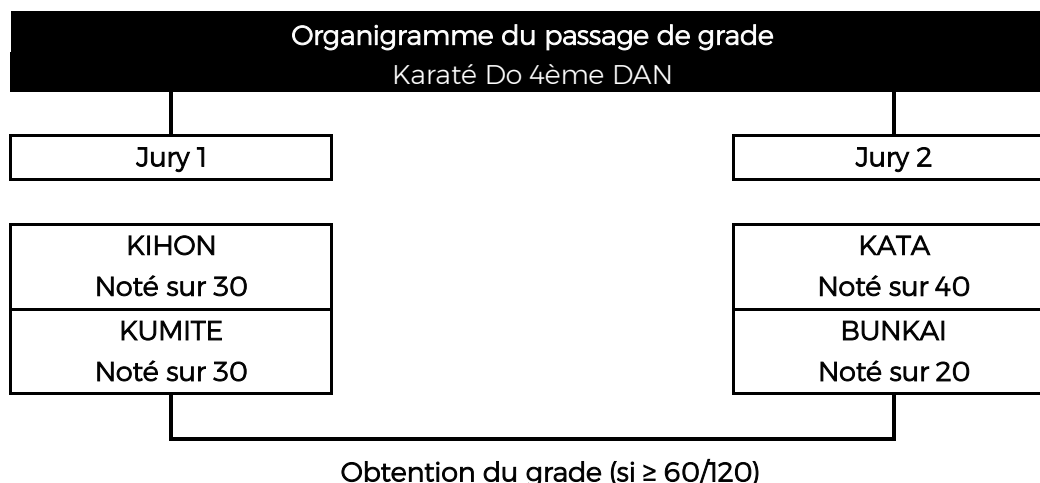 Organigramme du passage de grade
Karaté Do 4ème DAN
Jury 1
Jury 2
KIHON
Noté sur 30
KUMITE
Noté sur 30
KATA
Noté sur 40
BUNKAI
Noté sur 20
Obtention du grade (si ≥ 60/120)